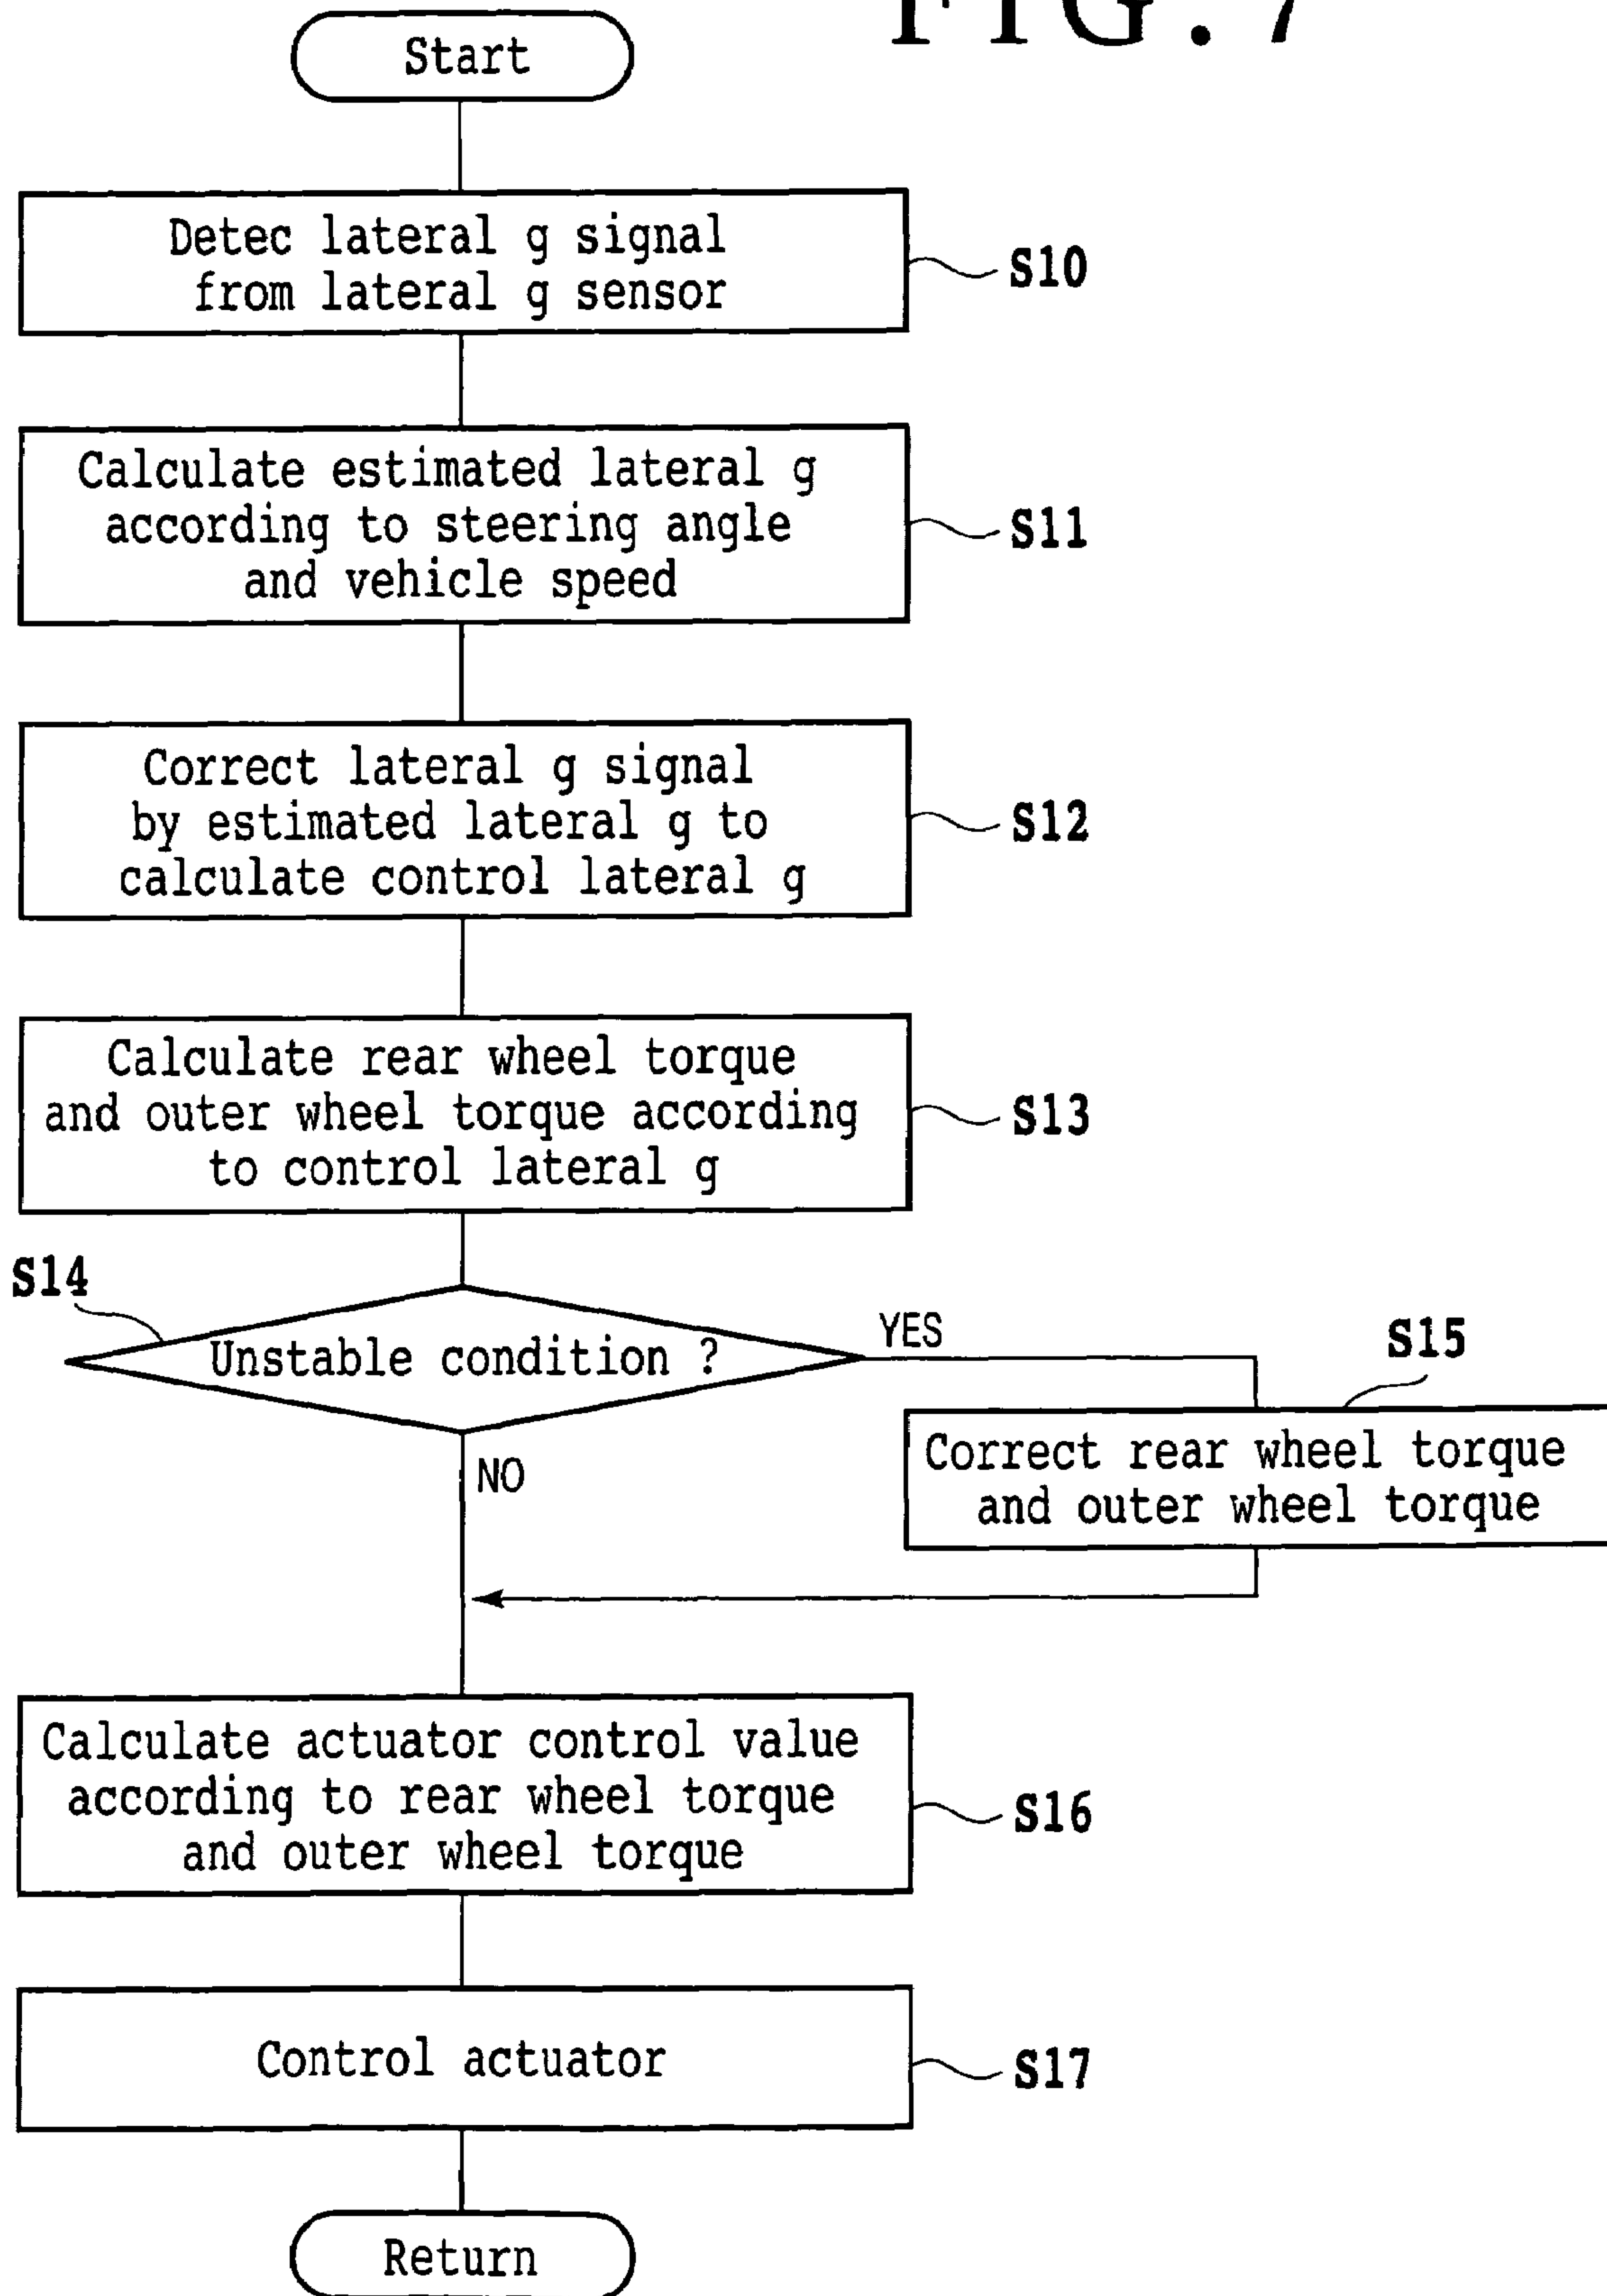 FIG.7
Start
Detec lateral g signal
from lateral g sensor
S10
Calculate estimated lateral g
according to steering angle
and vehicle speed
S11
Correct lateral g signal
by estimated lateral g to
calculate control lateral g
S12
Calculate rear wheel torque
and outer wheel torque according
to control lateral g
S13
S14
Unstable condition ?
YES
S15
Correct rear wheel torque
and outer wheel torque
NO
Calculate actuator control value
according to rear wheel torque
and outer wheel torque
S16
Control actuator
S17
Return